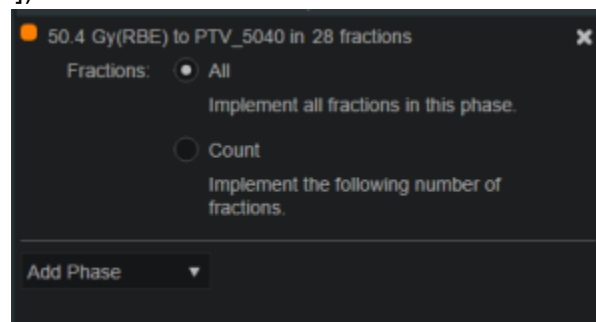 50.4 Gy(RBE) to PTV_5040 in 28 fractions
Fractions:
All
Implement all fractions in this phase.
Count
Implement the following number of
fractions.
Add Phase